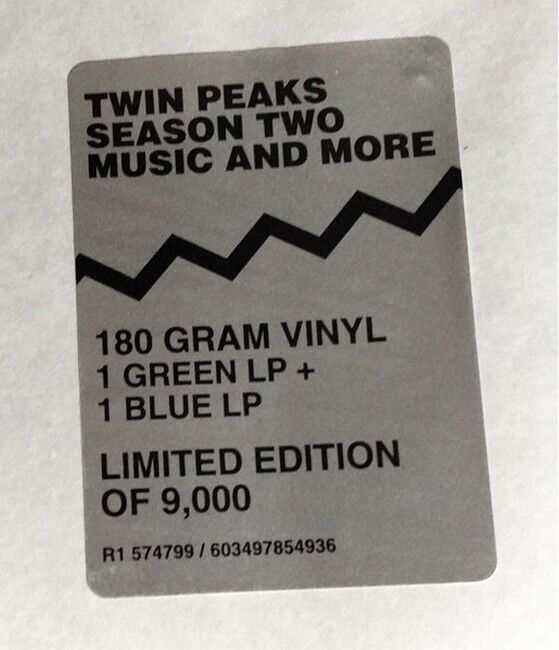 TWIN PEAKS
SEASON TWO
MUSIC AND MORE
180 GRAM VINYL
1 GREEN LP +
1 BLUE LP
LIMITED EDITION
OF 9,000
R1 574799 / 603497854936